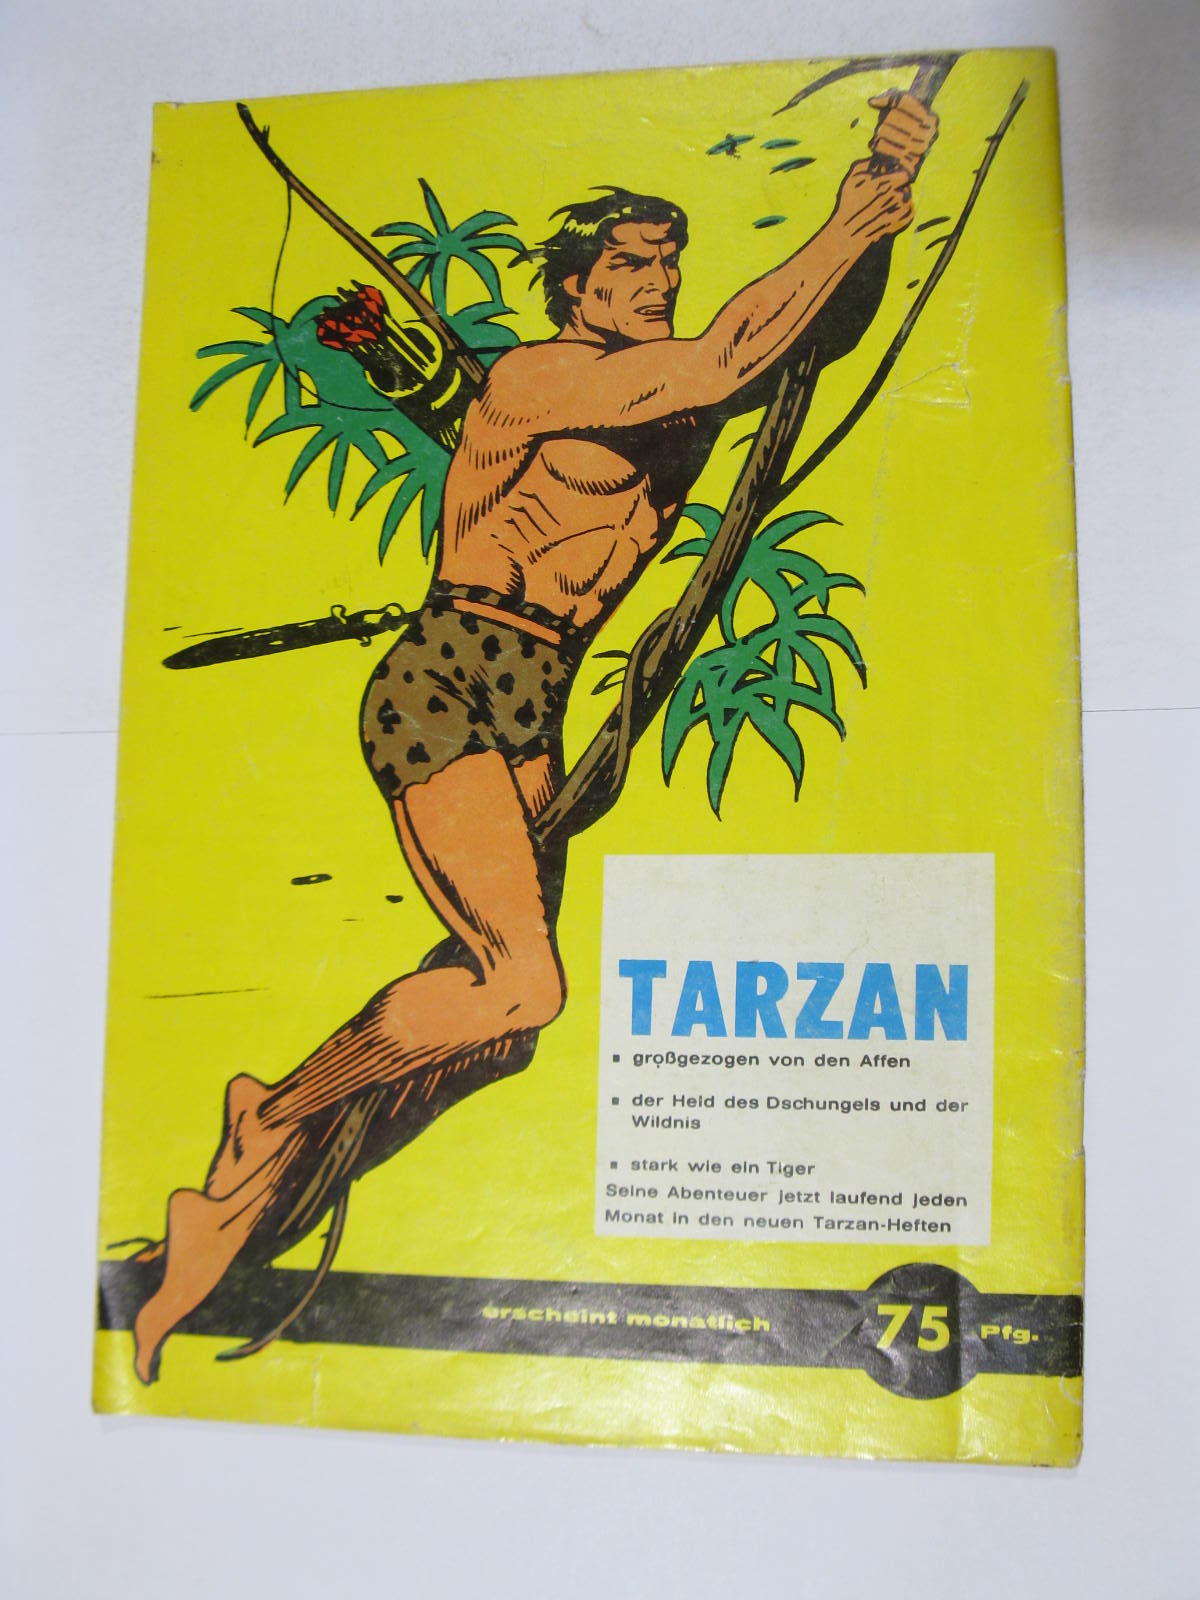 TARZAN
▪ großgezogen von den Affen
▪ der Held des Dschungels und der
Wildnis
▪ stark wie ein Tiger
Seine Abenteuer jetzt laufend jeden
Monat in den neuen Tarzan-Heften
erscheint monatlich
75 Pfg.